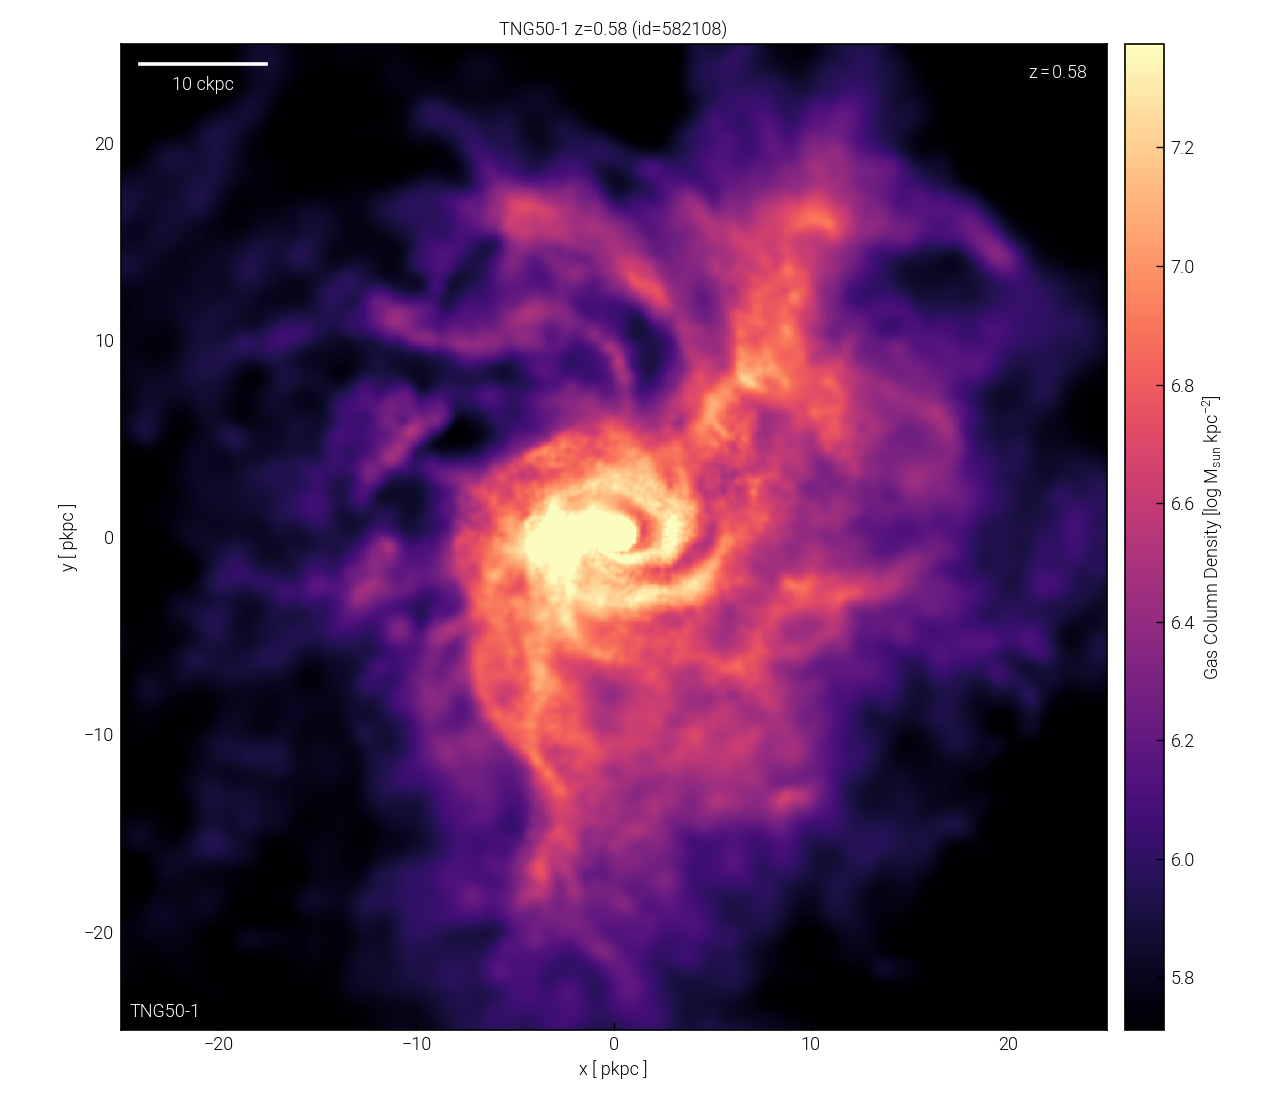 TNG50-1 z=0.58 (id=582108)
10 ckpc
z=0.58
TNG50-1
20
10
0
−10
−20
y [ pkpc ]
−20
−10
0
10
20
x [ pkpc ]
7.2
7.0
6.8
6.6
6.4
6.2
6.0
5.8
Gas Column Density [log M_sun kpc^−2]